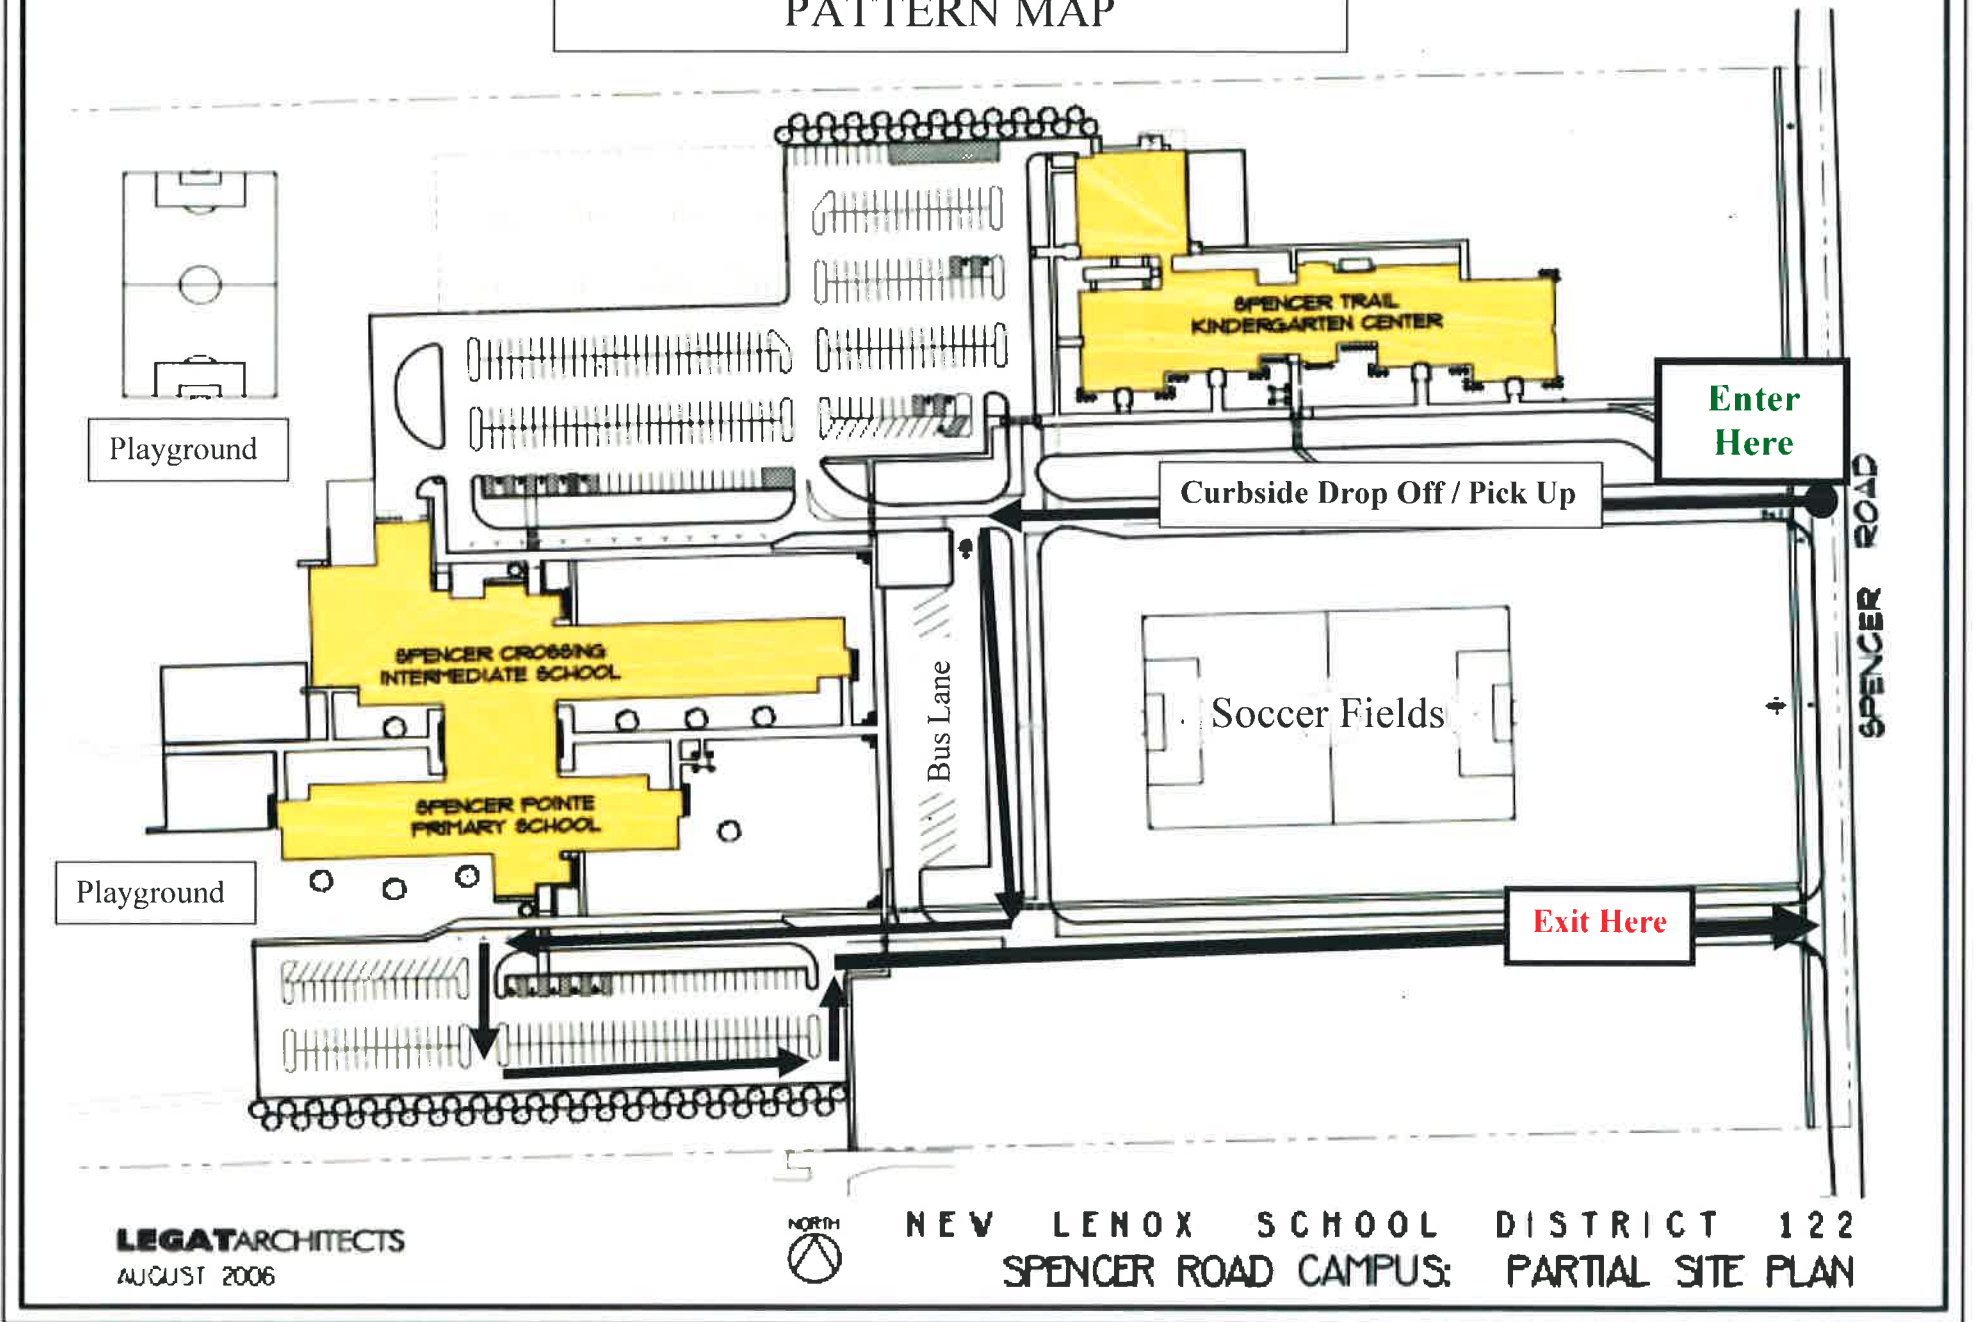 PATTERN MAP
SPENCER TRAIL
KINDERGARTEN CENTER
Enter
Here
Playground
Curbside Drop Off / Pick Up
SPENCER ROAD
SPENCER CROSSING
INTERMEDIATE SCHOOL
Bus Lane
Soccer Fields
SPENCER POINTE
PRIMARY SCHOOL
Playground
Exit Here
LEGATARCHITECTS
AUGUST 2006
NORTH
NEW LENOX SCHOOL DISTRICT 122
SPENCER ROAD CAMPUS: PARTIAL SITE PLAN